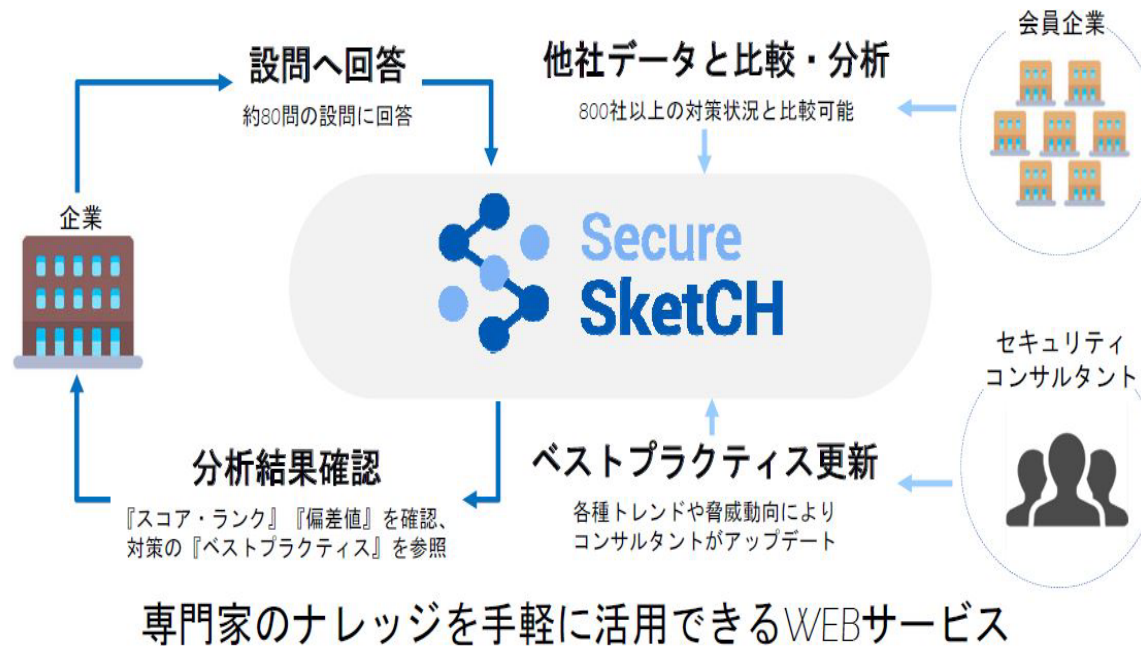 設問へ回答
約80問の設問に回答
他社データと比較・分析
800社以上の対策状況と比較可能
会員企業
企業
Secure
SketCH
セキュリティ
コンサルタント
分析結果確認
『スコア・ランク』『偏差値』を確認、
対策の『ベストプラクティス』を参照
ベストプラクティス更新
各種トレンドや脅威動向により
コンサルタントがアップデート
専門家のナレッジを手軽に活用できるWEBサービス